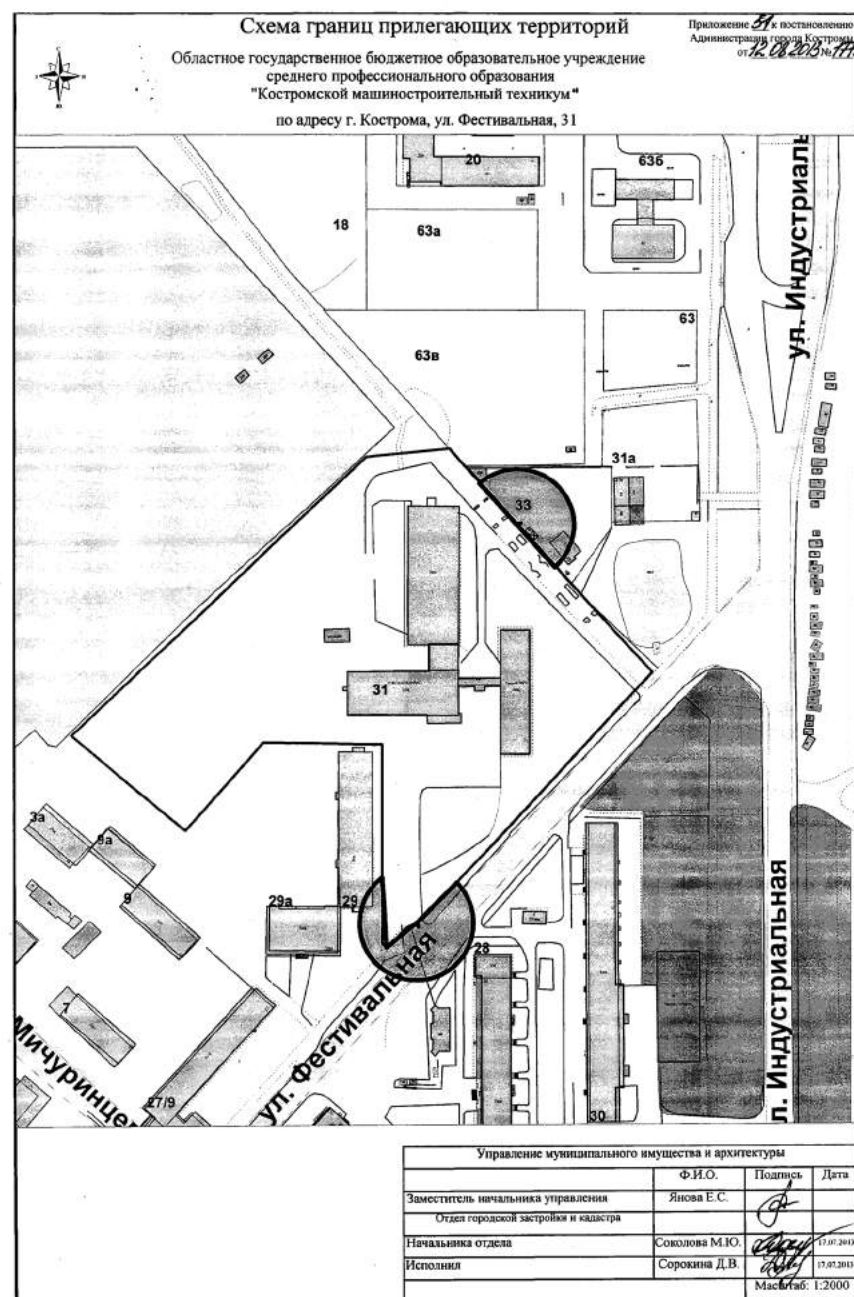 Схема границ прилегающих территорий
Областное государственное бюджетное образовательное учреждение
среднего профессионального образования
"Костромской машиностроительный техникум"
по адресу г. Кострома, ул. Фестивальная, 31
Приложение 51 к постановлению
Администрации города Костромы
от 12.08.2013 №
20
63б
18
63а
ул. Индустриаль
63
63в
31а
33
31
3а
9а
9
29а
29
28
7
Мичуринце
27/9
ул. Фестивальная
30
л. Индустриальная
Управление муниципального имущества и архитектуры
Ф.И.О. Подпись Дата
Заместитель начальника управления Янова Е.С.
Отдел городской застройки и кадастра
Начальника отдела Соколова М.Ю. 17.07.2013
Исполнил Сорокина Д.В. 17.07.2013
Масштаб: 1:2000